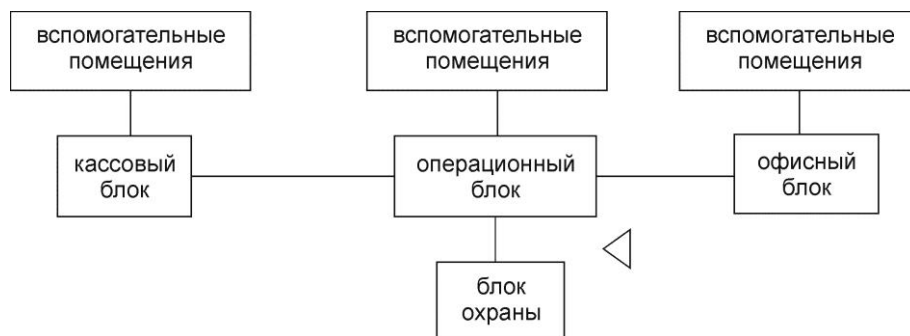 вспомогательные
помещения
вспомогательные
помещения
вспомогательные
помещения
кассовый
блок
операционный
блок
офисный
блок
блок
охраны